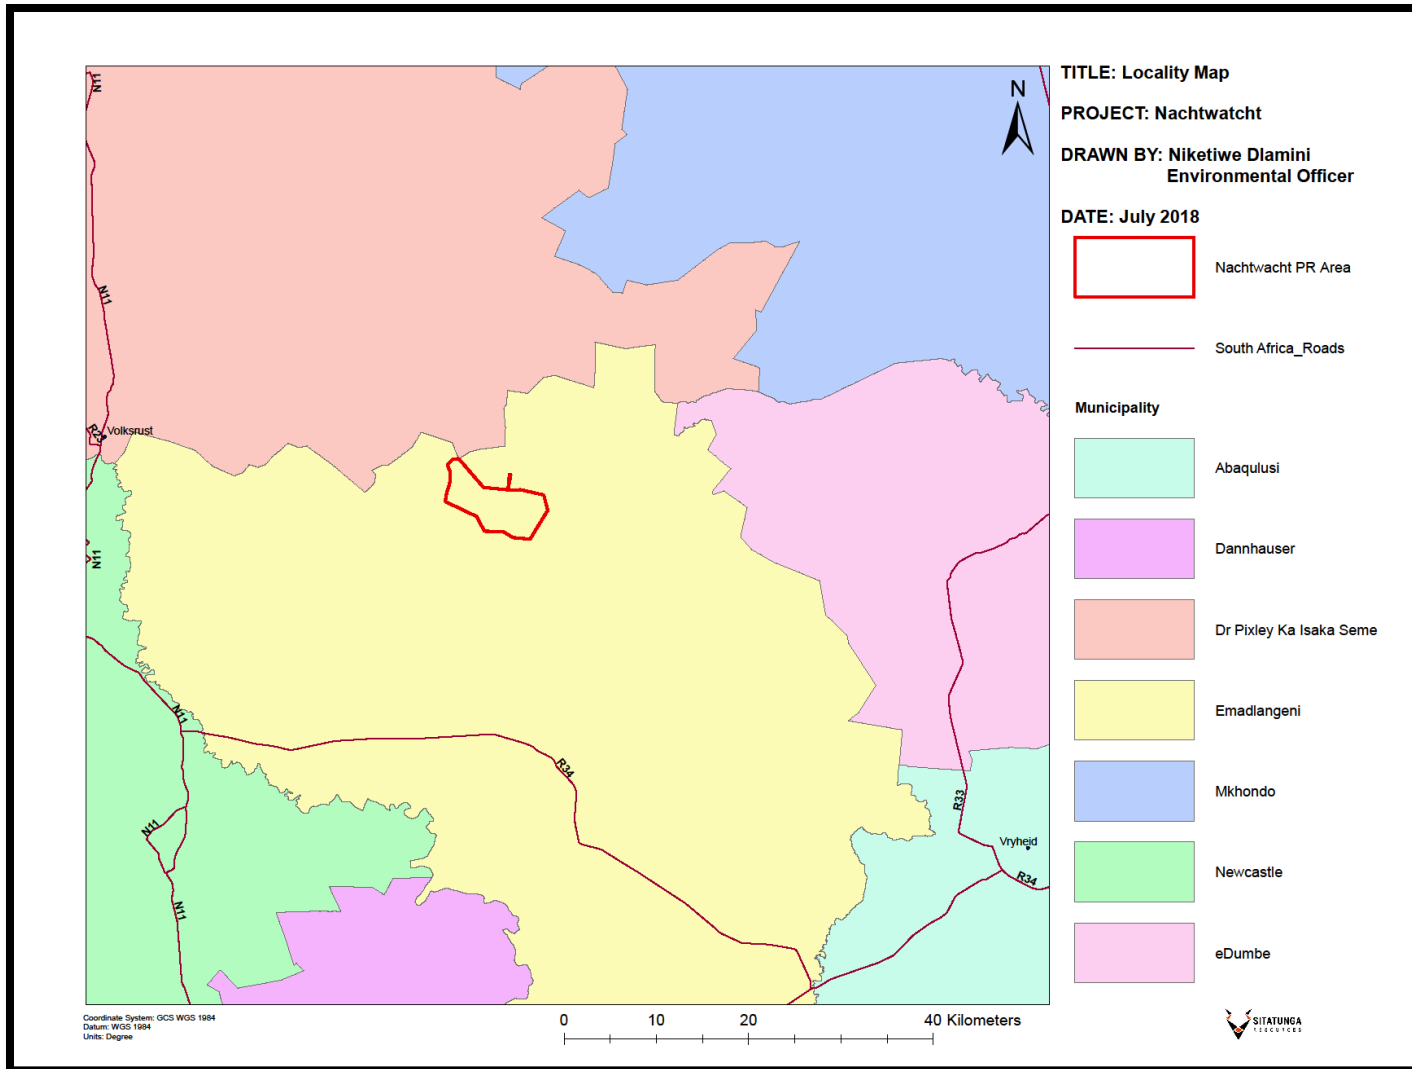 TITLE: Locality Map
PROJECT: Nachtwatcht
DRAWN BY: Niketiwe Dlamini
Environmental Officer
DATE: July 2018
Nachtwacht PR Area
South Africa_Roads
Municipality
Abaqulusi
Dannhauser
Dr Pixley Ka Isaka Seme
Emadlangeni
Mkhondo
Newcastle
eDumbe
N
N11
N11
R23
Volksrust
N11
N11
R34
N11
R33
Vryheid
R34
N11
Coordinate System: GCS WGS 1984
Datum: WGS 1984
Units: Degree
0 10 20 40 Kilometers
SITATUNGA
RESOURCES